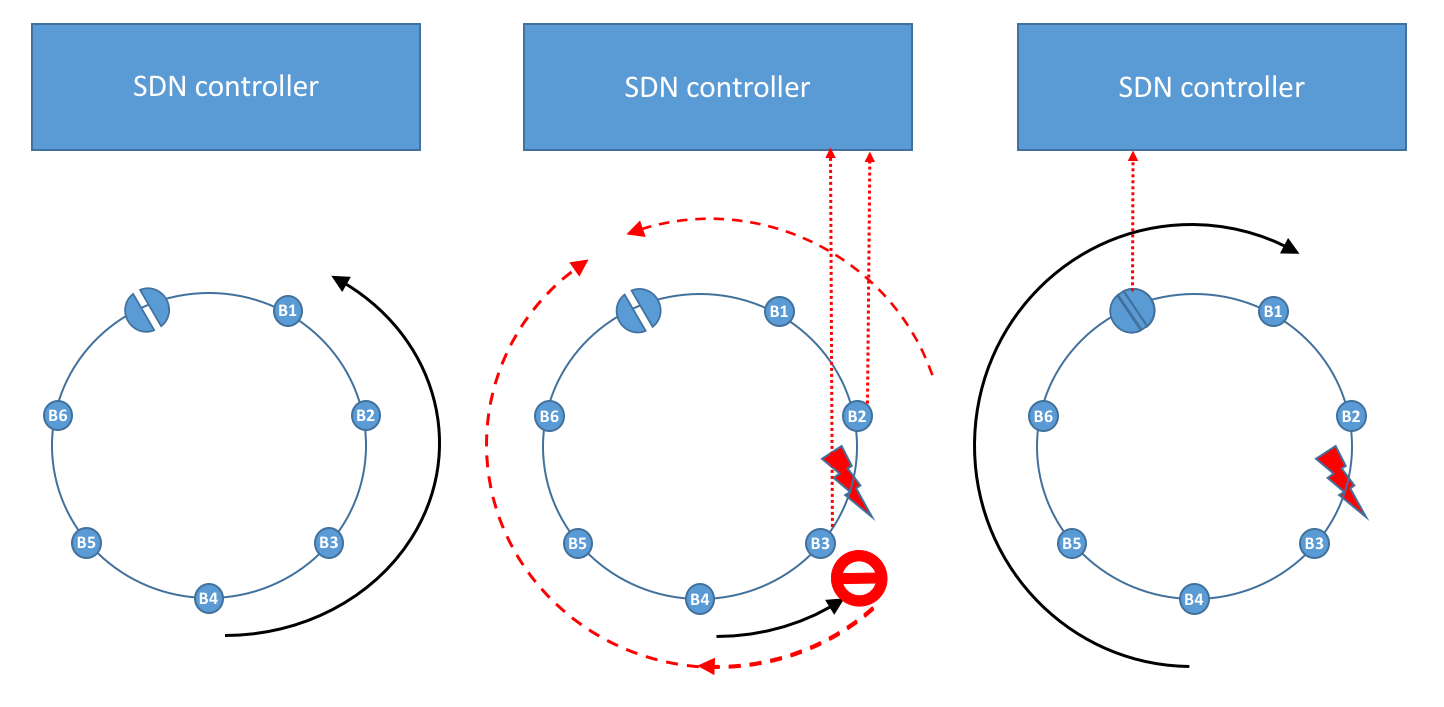 SDN controller
SDN controller
SDN controller
B1
B2
B3
B4
B5
B6
B1
B2
B3
B4
B5
B6
B1
B2
B3
B4
B5
B6